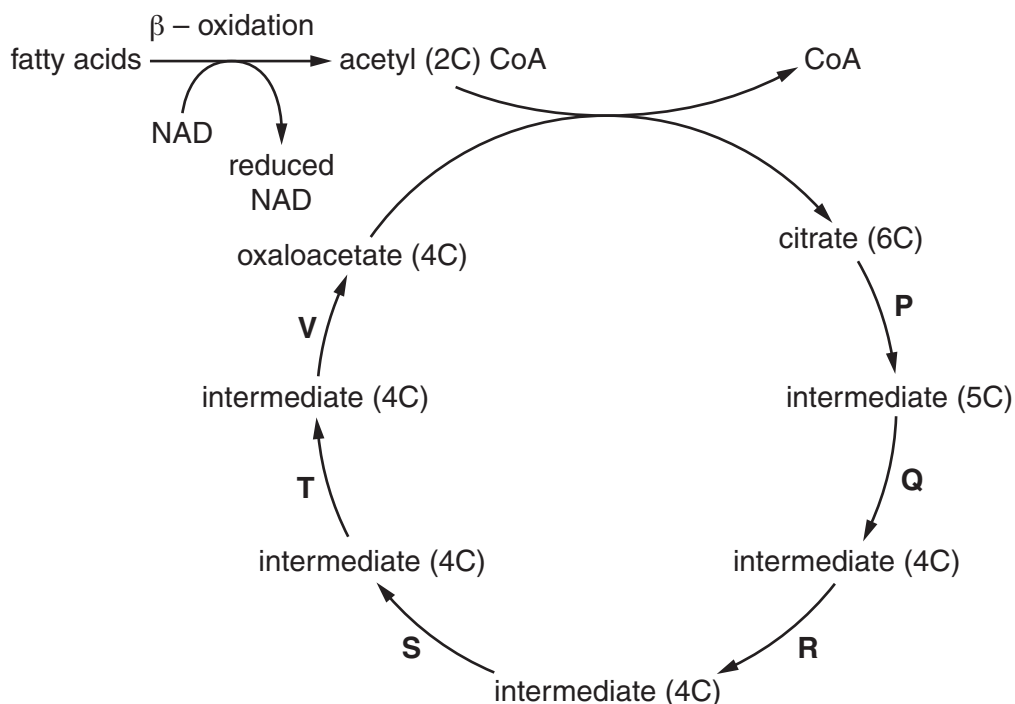 β – oxidation
fatty acids
acetyl (2C) CoA
CoA
NAD
reduced
NAD
oxaloacetate (4C)
citrate (6C)
P
V
intermediate (4C)
intermediate (5C)
Q
T
intermediate (4C)
intermediate (4C)
S
R
intermediate (4C)